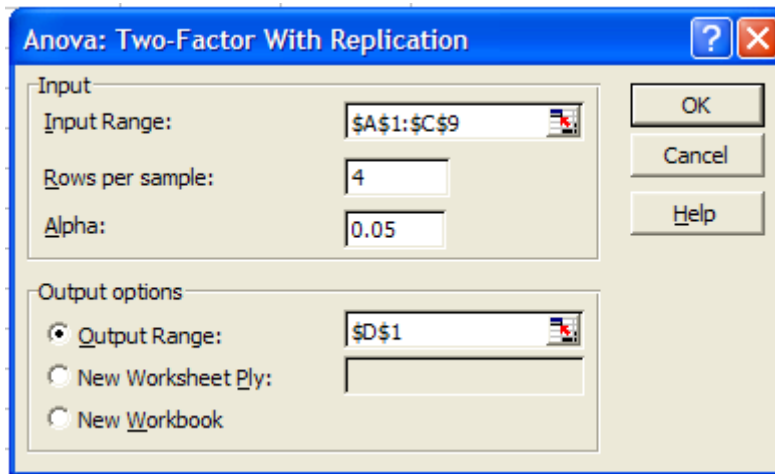 Anova: Two-Factor With Replication
Input
Input Range: $A$1:$C$9
Rows per sample: 4
Alpha: 0.05
OK
Cancel
Help
Output options
Output Range: $D$1
New Worksheet Ply:
New Workbook